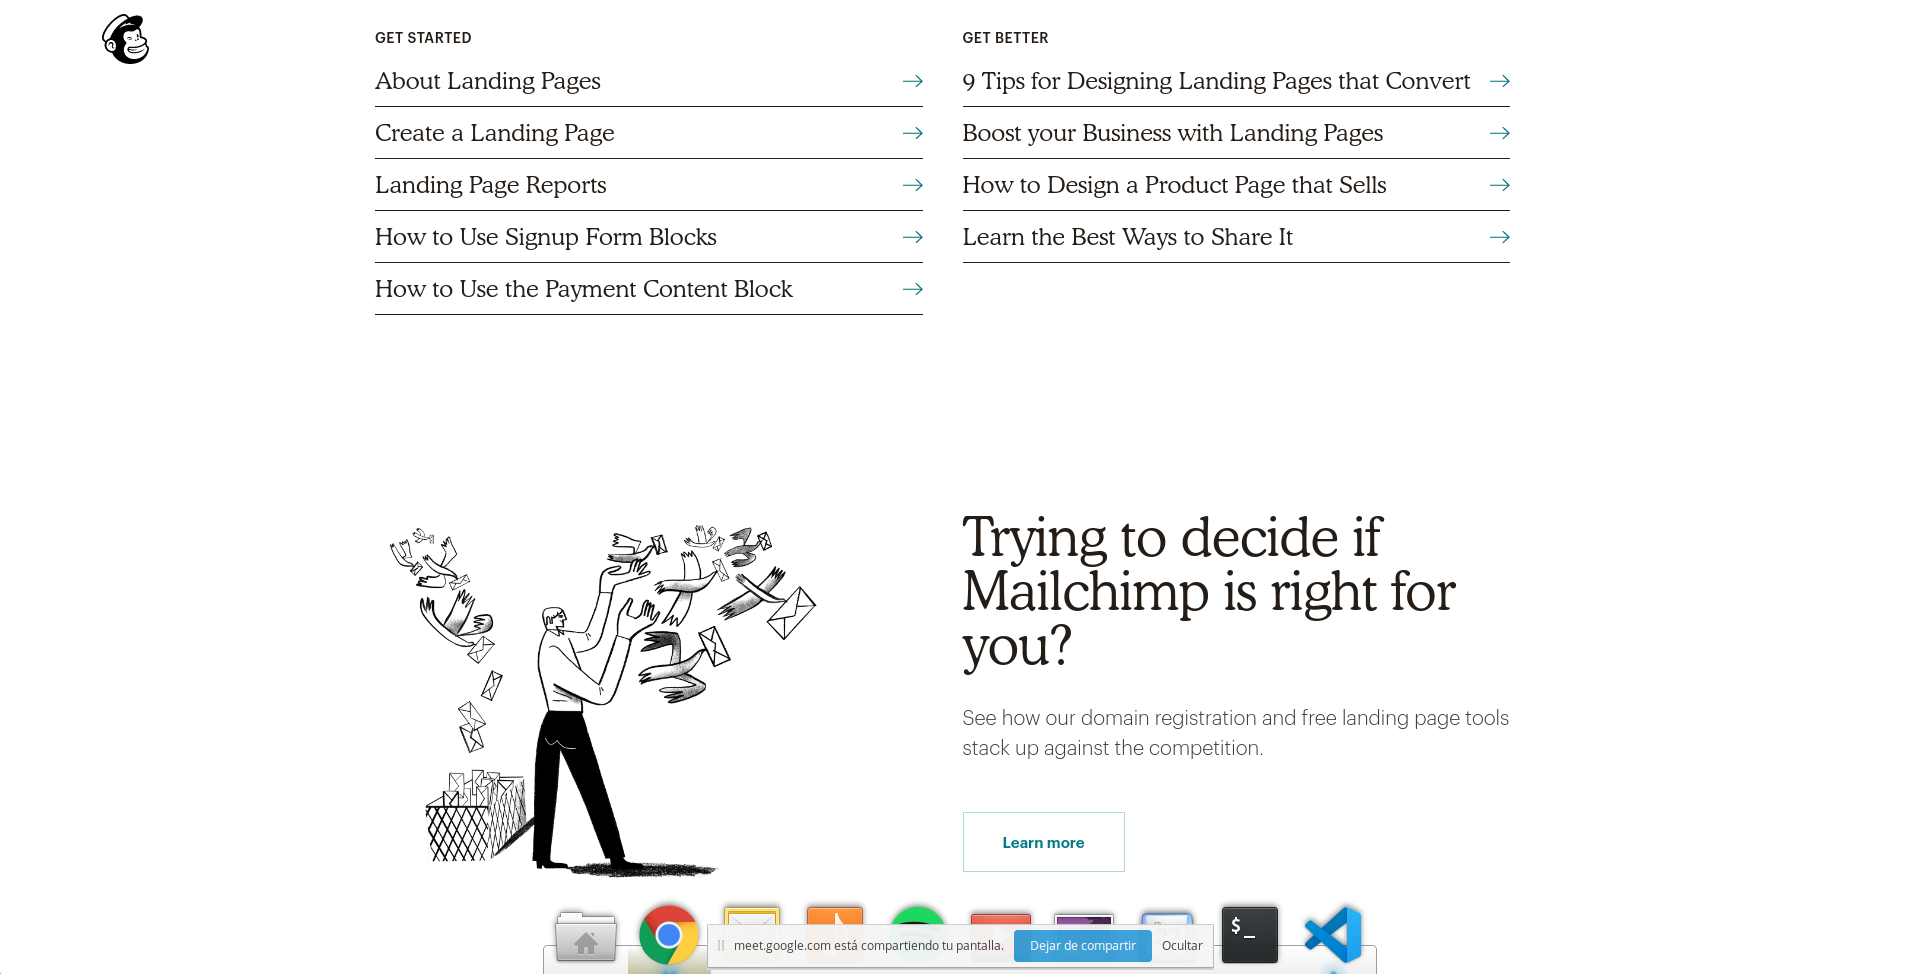 GET STARTED
About Landing Pages
Create a Landing Page
Landing Page Reports
How to Use Signup Form Blocks
How to Use the Payment Content Block
GET BETTER
9 Tips for Designing Landing Pages that Convert
Boost your Business with Landing Pages
How to Design a Product Page that Sells
Learn the Best Ways to Share It
Trying to decide if
Mailchimp is right for
you?
See how our domain registration and free landing page tools
stack up against the competition.
Learn more
$_
meet.google.com está compartiendo tu pantalla.
Dejar de compartir
Ocultar